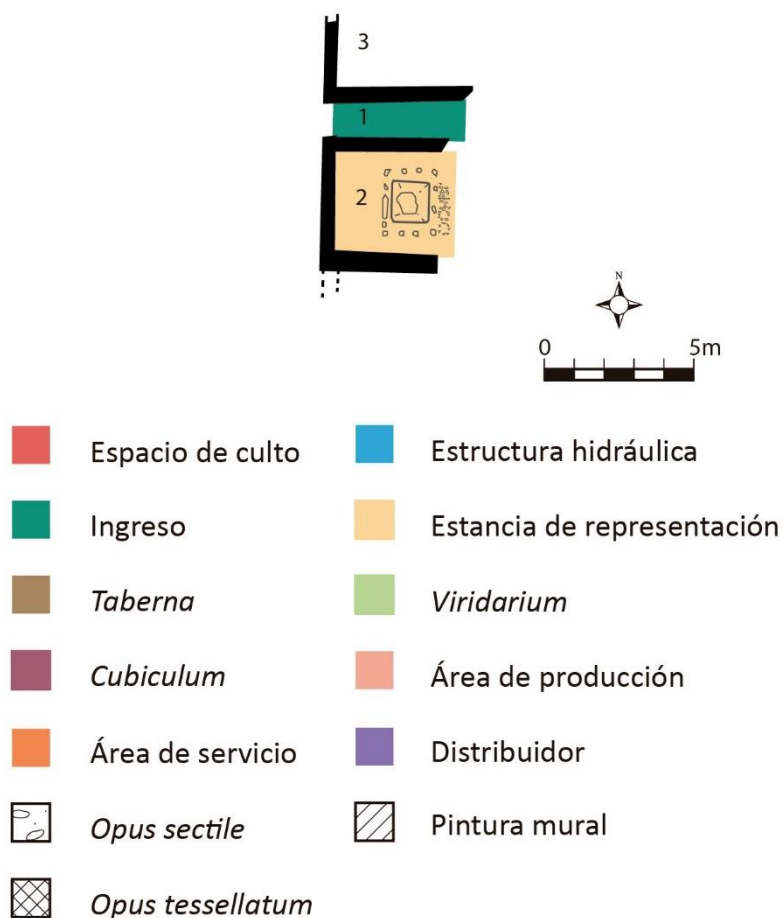 3
1
2
N
0 5m
Espacio de culto
Estructura hidráulica
Ingreso
Estancia de representación
Taberna
Viridarium
Cubiculum
Área de producción
Área de servicio
Distribuidor
Opus sectile
Pintura mural
Opus tessellatum